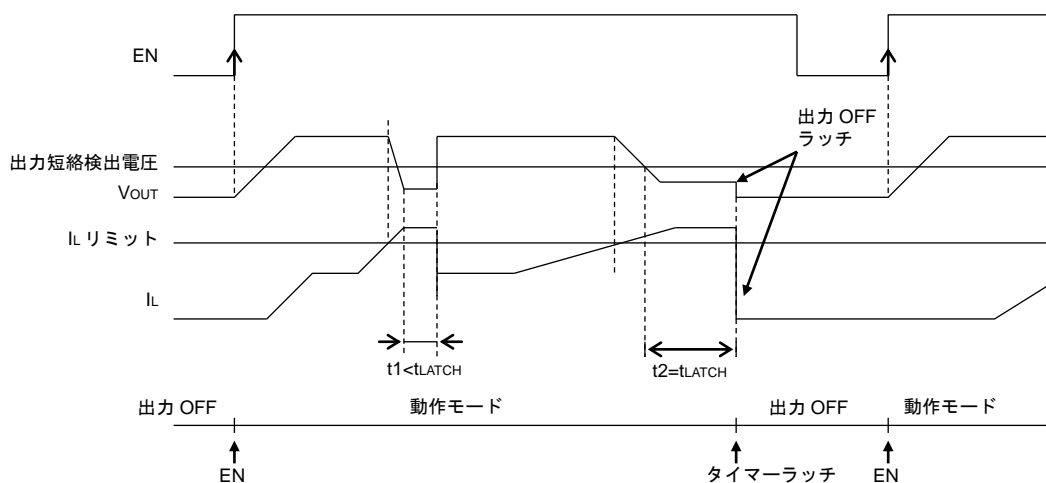 EN
出力 OFF
ラッチ
出力短絡検出電圧
VOUT
IL リミット
IL
t1<tLATCH
t2=tLATCH
出力 OFF
動作モード
出力 OFF
動作モード
EN
タイマーラッチ
EN